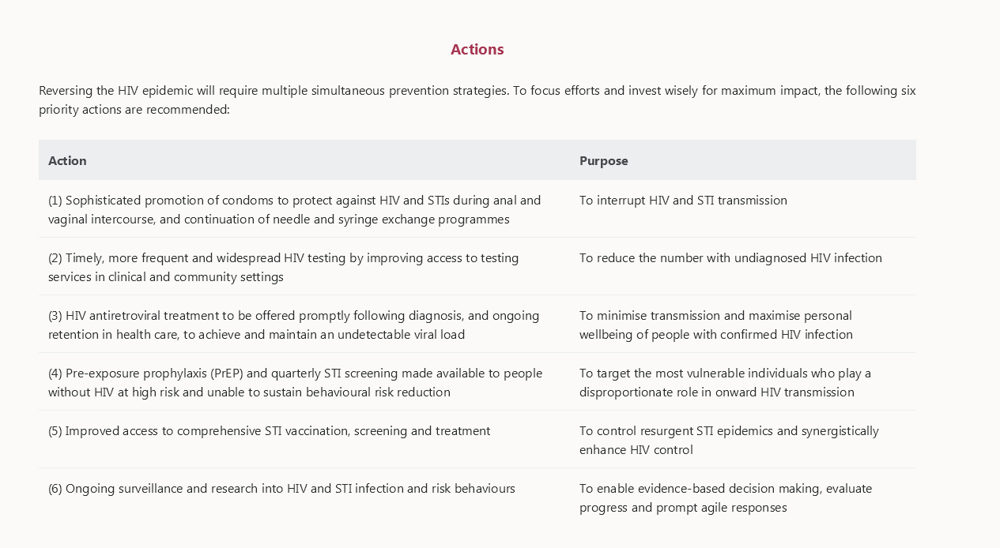 Actions
Reversing the HIV epidemic will require multiple simultaneous prevention strategies. To focus efforts and invest wisely for maximum impact, the following six
priority actions are recommended:
Action
Purpose
(1) Sophisticated promotion of condoms to protect against HIV and STIs during anal and
vaginal intercourse, and continuation of needle and syringe exchange programmes
To interrupt HIV and STI transmission
(2) Timely, more frequent and widespread HIV testing by improving access to testing
services in clinical and community settings
To reduce the number with undiagnosed HIV infection
(3) HIV antiretroviral treatment to be offered promptly following diagnosis, and ongoing
retention in health care, to achieve and maintain an undetectable viral load
To minimise transmission and maximise personal
wellbeing of people with confirmed HIV infection
(4) Pre-exposure prophylaxis (PrEP) and quarterly STI screening made available to people
without HIV at high risk and unable to sustain behavioural risk reduction
To target the most vulnerable individuals who play a
disproportionate role in onward HIV transmission
(5) Improved access to comprehensive STI vaccination, screening and treatment
To control resurgent STI epidemics and synergistically
enhance HIV control
(6) Ongoing surveillance and research into HIV and STI infection and risk behaviours
To enable evidence-based decision making, evaluate
progress and prompt agile responses